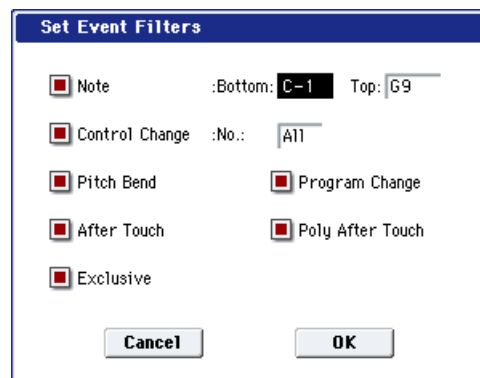 Set Event Filters
Note :Bottom: C-1 Top: G9
Control Change :No.: All
Pitch Bend Program Change
After Touch Poly After Touch
Exclusive
Cancel OK